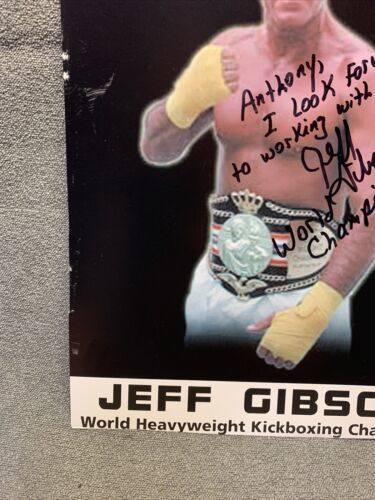 Anthony,
I look for
to working with
Jeff
World
Champi
JEFF GIBSO
World Heavyweight Kickboxing Cha